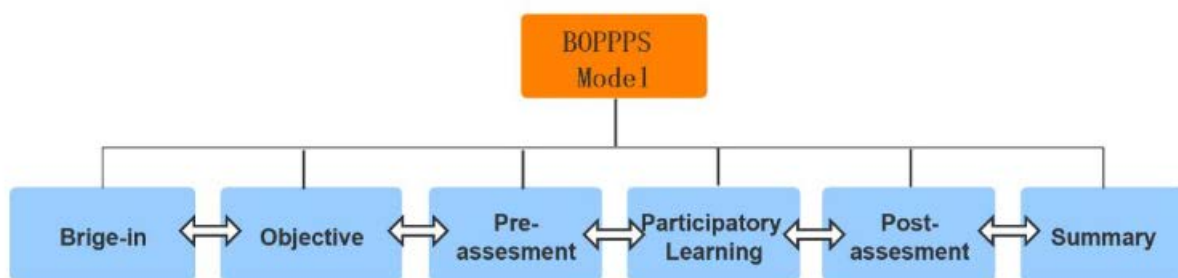 BOPPPS
Model
Brige-in
Objective
Pre-
assesment
Participatory
Learning
Post-
assesment
Summary